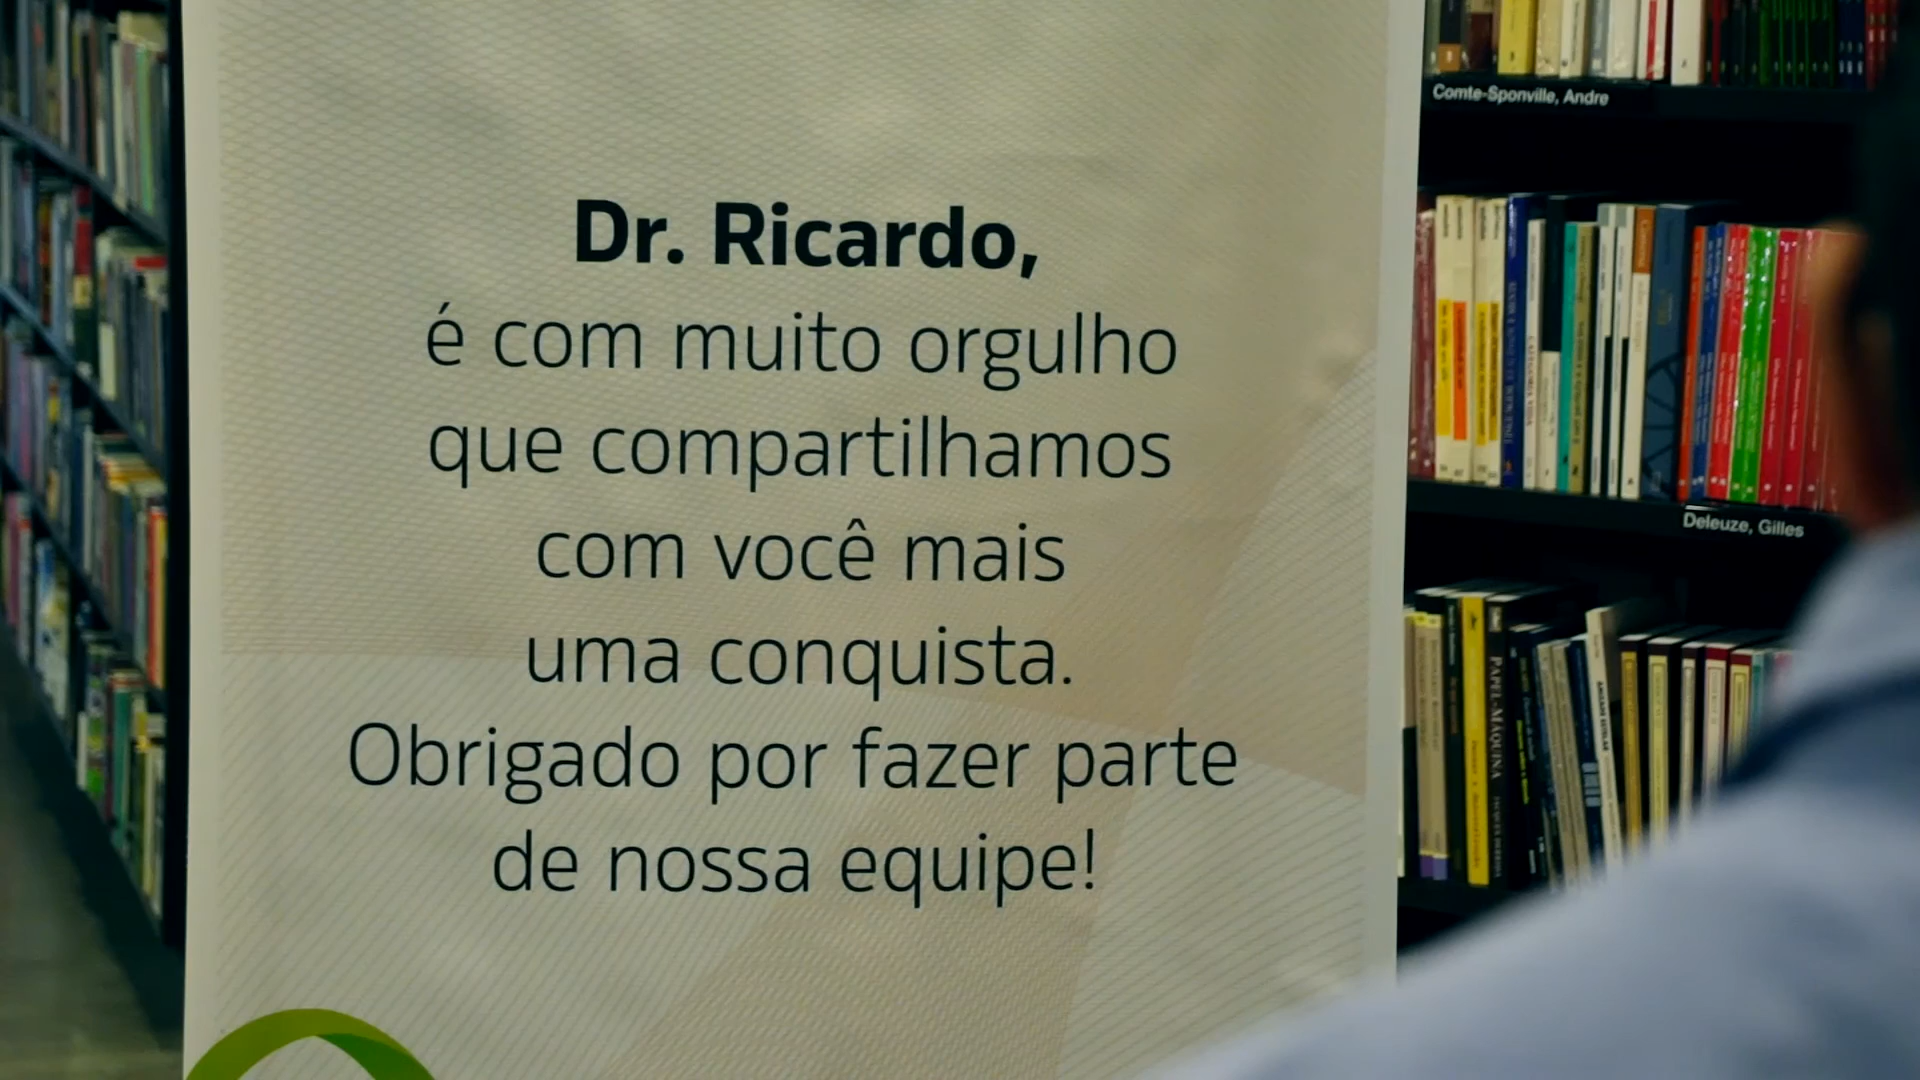 Dr. Ricardo,
é com muito orgulho
que compartilhamos
com você mais
uma conquista.
Obrigado por fazer parte
de nossa equipe!
Comte-Sponville, Andre
Deleuze, Gilles
PAPEL-MÁQUINA